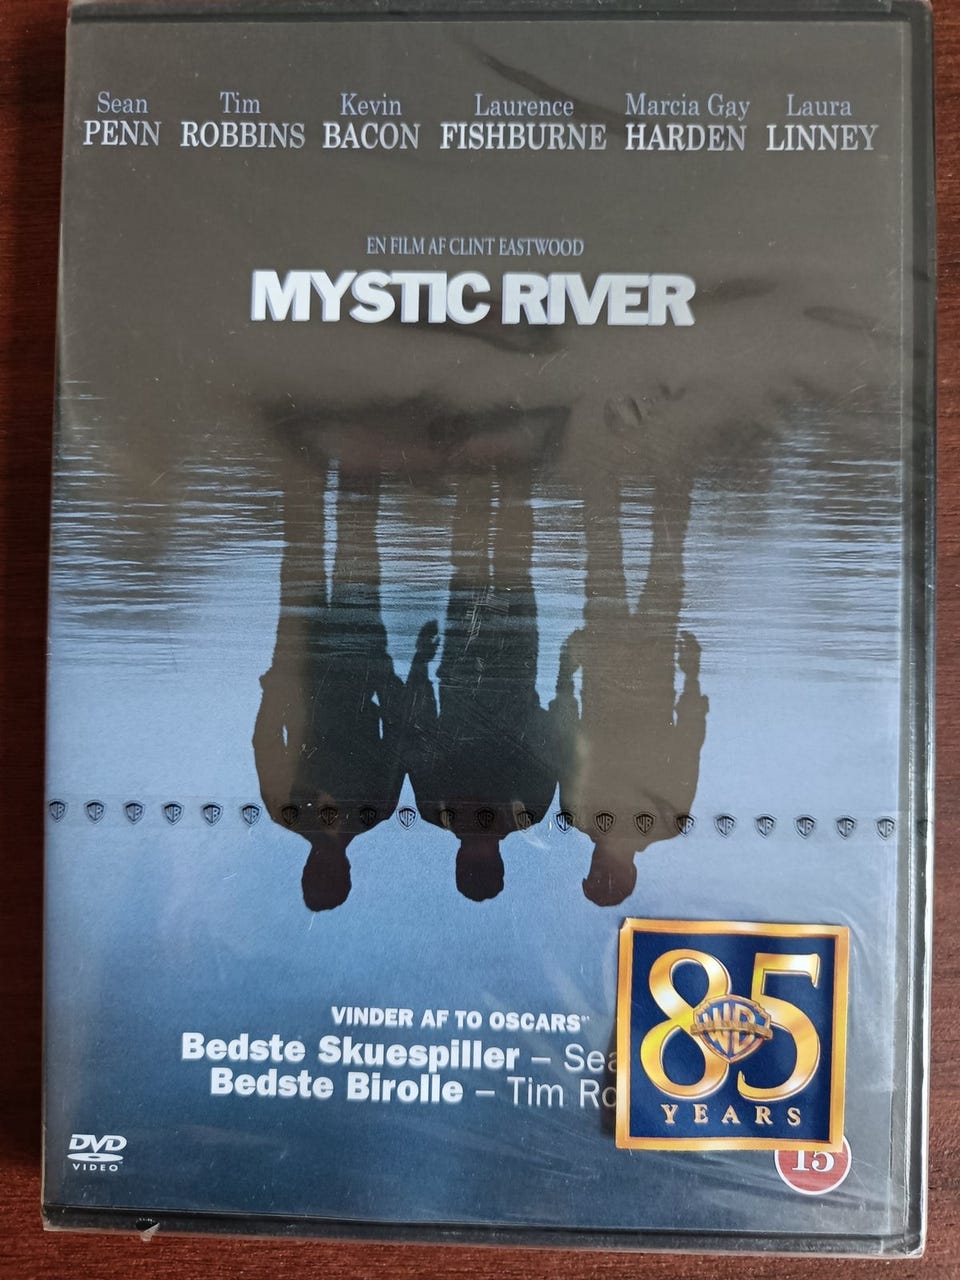 Sean Tim Kevin Laurence Marcia Gay Laura
PENN ROBBINS BACON FISHBURNE HARDEN LINNEY
EN FILM AF CLINT EASTWOOD
MYSTIC RIVER
VINDER AF TO OSCARS
Bedste Skuespiller – Sea
Bedste Birolle – Tim Ro
85
WB
YEARS
DVD
VIDEO
15